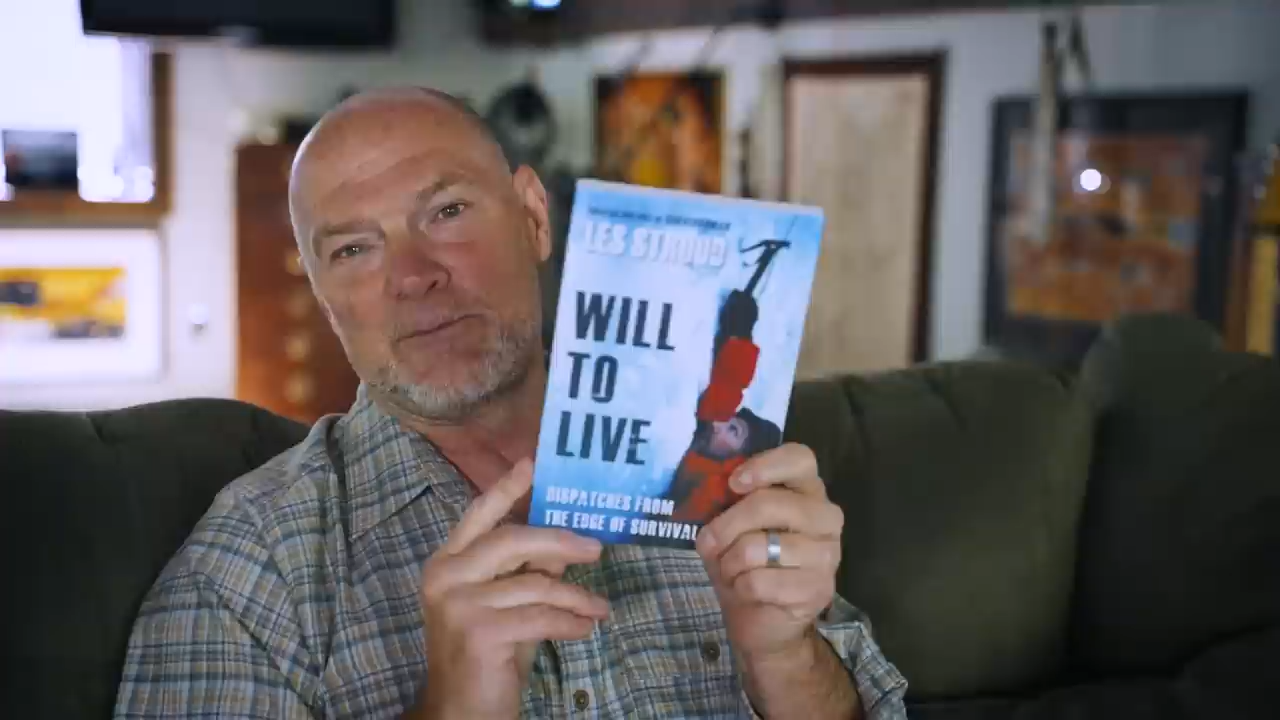 LES STROUD
WILL
TO
LIVE
DISPATCHES FROM
THE EDGE OF SURVIVAL